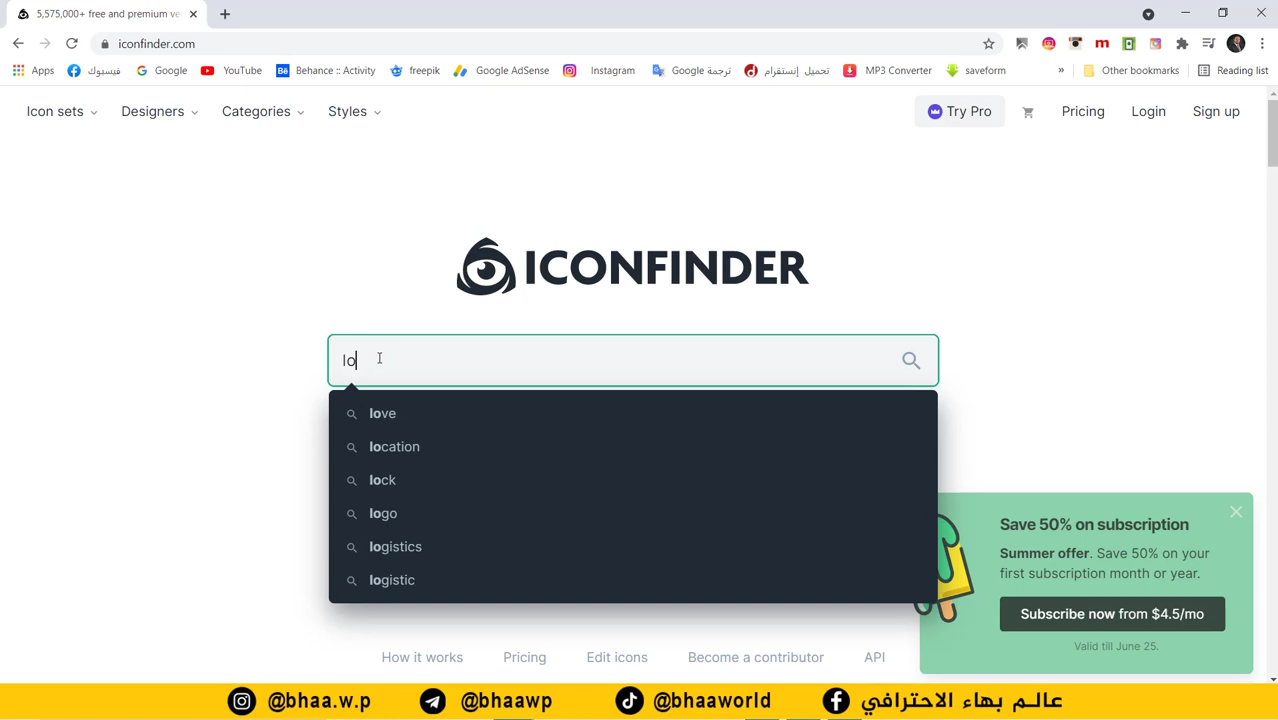 5,575,000+ free and premium ve
iconfinder.com
Apps فيسبوك Google YouTube Behance :: Activity freepik Google AdSense Instagram ترجمة Google تحميل إنستقرام MP3 Converter saveform » Other bookmarks Reading list
Icon sets Designers Categories Styles Try Pro Pricing Login Sign up
ICONFINDER
lo
love
location
lock
logo
logistics
logistic
Save 50% on subscription
Summer offer. Save 50% on your
first subscription month or year.
Subscribe now from $4.5/mo
Valid till June 25.
How it works Pricing Edit icons Become a contributor API
@bhaa.w.p @bhaawp @bhaaworld عالم بهاء الاحترافي